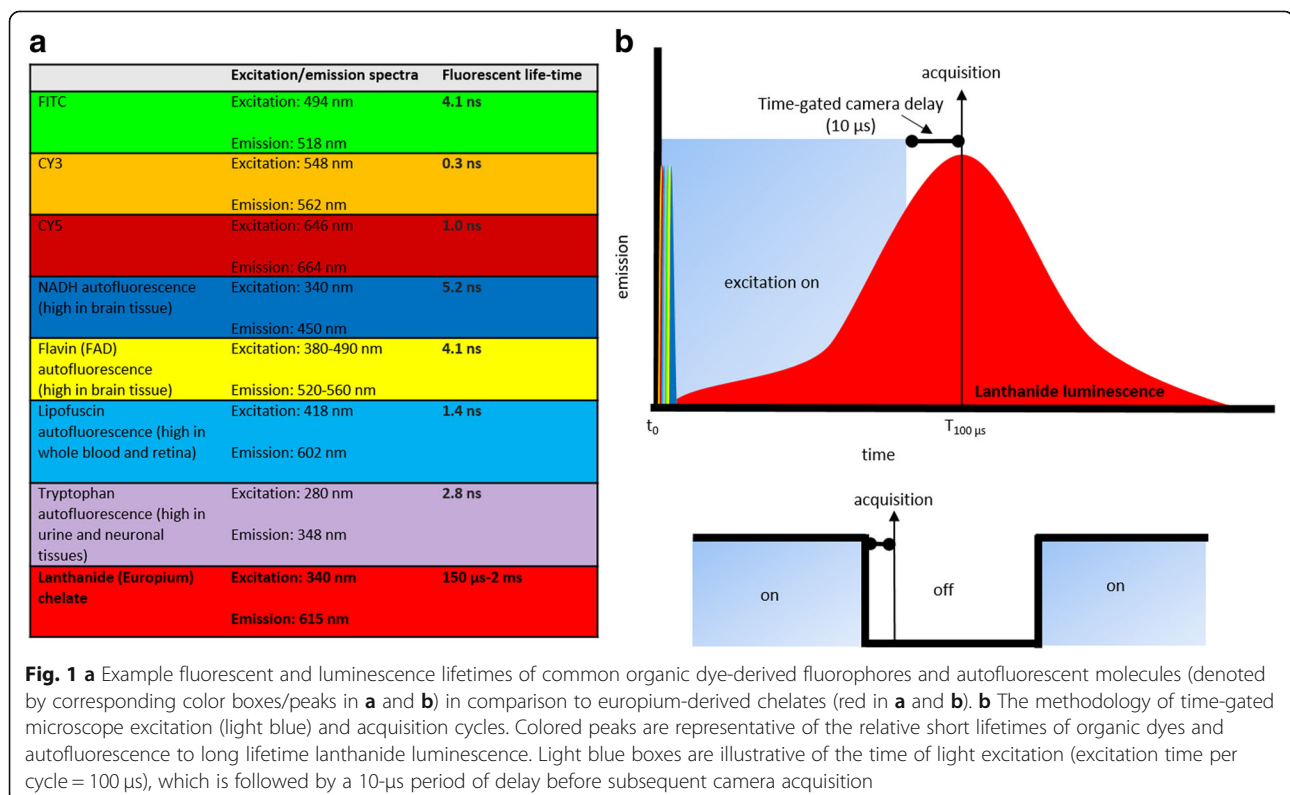 a
Excitation/emission spectra Fluorescent life-time
FITC Excitation: 494 nm 4.1 ns
Emission: 518 nm
CY3 Excitation: 548 nm 0.3 ns
Emission: 562 nm
CY5 Excitation: 646 nm 1.0 ns
Emission: 664 nm
NADH autofluorescence Excitation: 340 nm 5.2 ns
(high in brain tissue)
Emission: 450 nm
Flavin (FAD) Excitation: 380-490 nm 4.1 ns
autofluorescence
(high in brain tissue) Emission: 520-560 nm
Lipofuscin Excitation: 418 nm 1.4 ns
autofluorescence (high in
whole blood and retina) Emission: 602 nm
Tryptophan Excitation: 280 nm 2.8 ns
autofluorescence (high in
urine and neuronal Emission: 348 nm
tissues)
Lanthanide (Europium) Excitation: 340 nm 150 µs-2 ms
chelate
Emission: 615 nm
b
acquisition
Time-gated camera delay
(10 µs)
emission
excitation on
Lanthanide luminescence
t0 T100 µs
time
acquisition
on off on
Fig. 1 a Example fluorescent and luminescence lifetimes of common organic dye-derived fluorophores and autofluorescent molecules (denoted
by corresponding color boxes/peaks in a and b) in comparison to europium-derived chelates (red in a and b). b The methodology of time-gated
microscope excitation (light blue) and acquisition cycles. Colored peaks are representative of the relative short lifetimes of organic dyes and
autofluorescence to long lifetime lanthanide luminescence. Light blue boxes are illustrative of the time of light excitation (excitation time per
cycle = 100 µs), which is followed by a 10-µs period of delay before subsequent camera acquisition